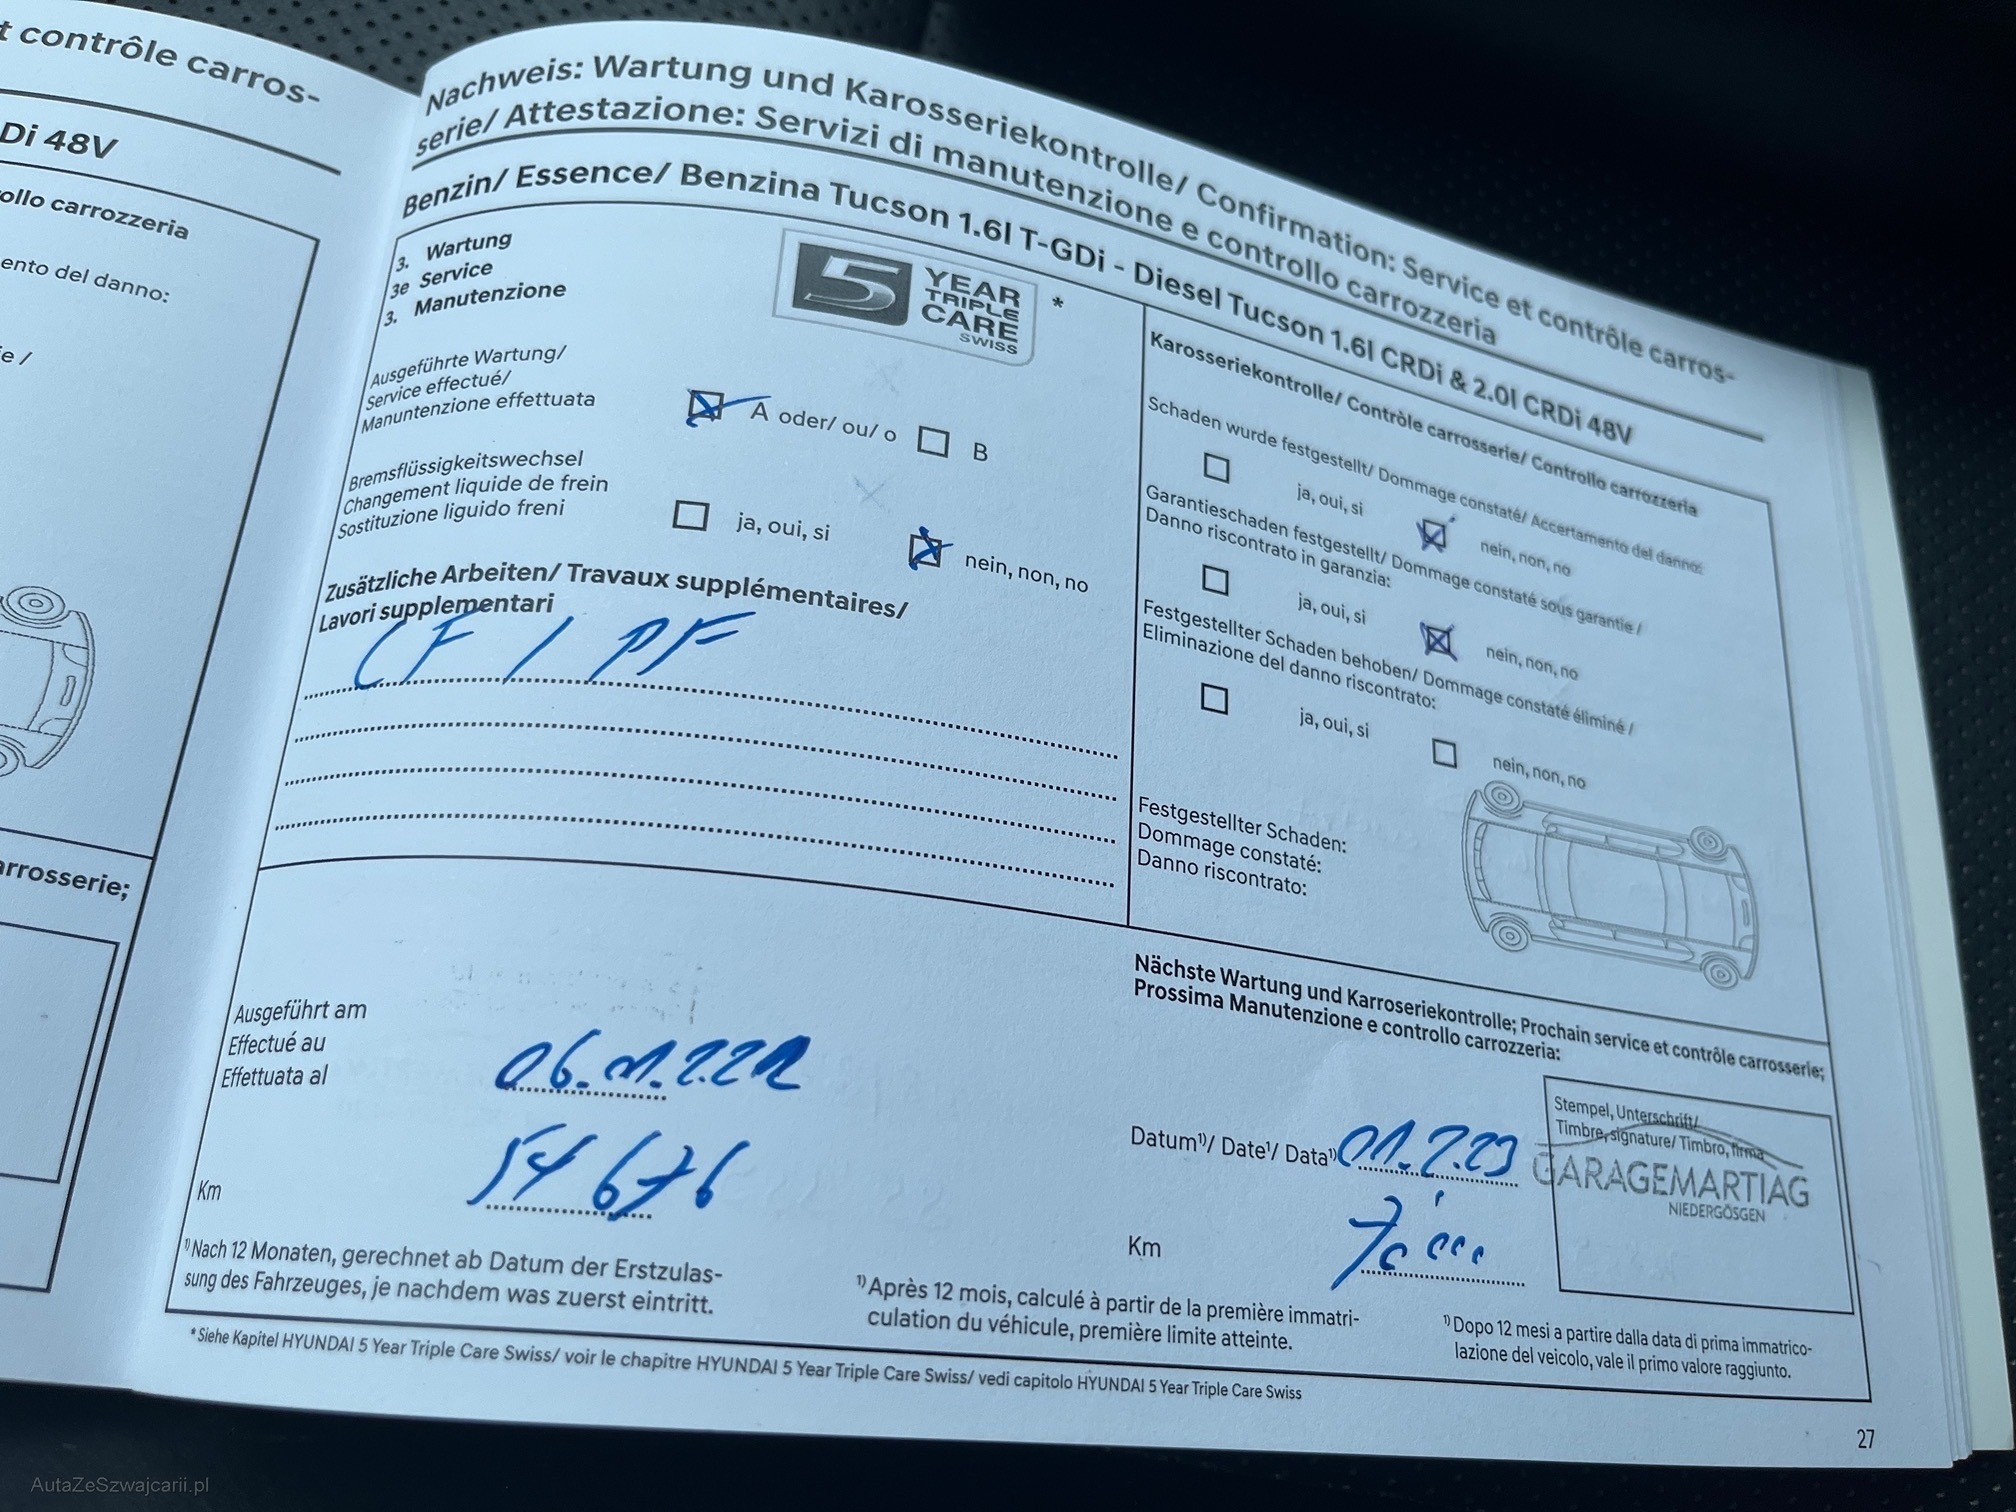 t contrôle carros-
Di 48V
ollo carrozzeria
ento del danno:
e /
arrosserie;
Nachweis: Wartung und Karosseriekontrolle/ Confirmation: Service et contrôle carros-
serie/ Attestazione: Servizi di manutenzione e controllo carrozzeria
Benzin/ Essence/ Benzina Tucson 1.6l T-GDi - Diesel Tucson 1.6l CRDi & 2.0l CRDi 48V
3. Wartung
3e Service
3. Manutenzione
5 YEAR
TRIPLE
CARE
SWISS
*
Ausgeführte Wartung/
Service effectué/
Manuntenzione effettuata
A oder/ ou/ o B
Bremsflüssigkeitswechsel
Changement liquide de frein
Sostituzione liguido freni
ja, oui, si nein, non, no
Zusätzliche Arbeiten/ Travaux supplémentaires/
Lavori supplementari
CF / PF
Karosseriekontrolle/ Contrôle carrosserie/ Controllo carrozzeria
Schaden wurde festgestellt/ Dommage constaté/ Accertamento del danno:
ja, oui, si nein, non, no
Garantieschaden festgestellt/ Dommage constaté sous garantie /
Danno riscontrato in garanzia:
ja, oui, si nein, non, no
Festgestellter Schaden behoben/ Dommage constaté éliminé /
Eliminazione del danno riscontrato:
ja, oui, si nein, non, no
Festgestellter Schaden:
Dommage constaté:
Danno riscontrato:
Ausgeführt am
Effectué au
Effettuata al
Km
54 676
Nächste Wartung und Karroseriekontrolle; Prochain service et contrôle carrosserie;
Prossima Manutenzione e controllo carrozzeria:
Datum¹⁾/ Date¹/ Data¹⁾
Km
70'000
Stempel, Unterschrift/
Timbre, signature/ Timbro, firma
GARAGEMARTIAG
NIEDERGÖSGEN
¹⁾Nach 12 Monaten, gerechnet ab Datum der Erstzulas-
sung des Fahrzeuges, je nachdem was zuerst eintritt.
¹⁾Après 12 mois, calculé à partir de la première immatri-
culation du véhicule, première limite atteinte.
¹⁾Dopo 12 mesi a partire dalla data di prima immatrico-
lazione del veicolo, vale il primo valore raggiunto.
*Siehe Kapitel HYUNDAI 5 Year Triple Care Swiss/ voir le chapitre HYUNDAI 5 Year Triple Care Swiss/ vedi capitolo HYUNDAI 5 Year Triple Care Swiss
27
AutaZeSzwajcarii.pl